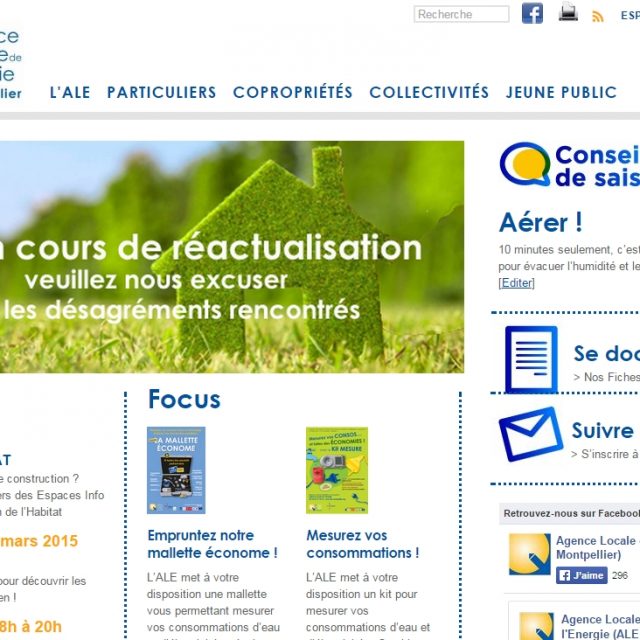 Recherche
ESP
ce
e de
ie
lier
L'ALE PARTICULIERS COPROPRIÉTÉS COLLECTIVITÉS JEUNE PUBLIC
cours de réactualisation
veuillez nous excuser
les désagréments rencontrés
Conseil
de sais
Aérer !
10 minutes seulement, c'est
pour évacuer l'humidité et le
[Editer]
Se doc
> Nos Fiches
Suivre
> S'inscrire à
Retrouvez-nous sur Facebook
Agence Locale -
Montpellier)
J'aime 296
Agence Loca
l'Energie (ALE
AT
e construction ?
ers des Espaces Info
n de l'Habitat
mars 2015
pour découvrir les
en !
8h à 20h
Focus
LA MALLETTE
ÉCONOME
Empruntez notre
mallette économe !
L'ALE met à votre
disposition une mallette
vous permettant mesurer
vos consommations d'eau
Mesurez vos CONSOS...
et faites des ÉCONOMIES !
KIT MESURE
Mesurez vos
consommations !
L'ALE met à votre
disposition un kit pour
mesurer vos
consommations d'eau et